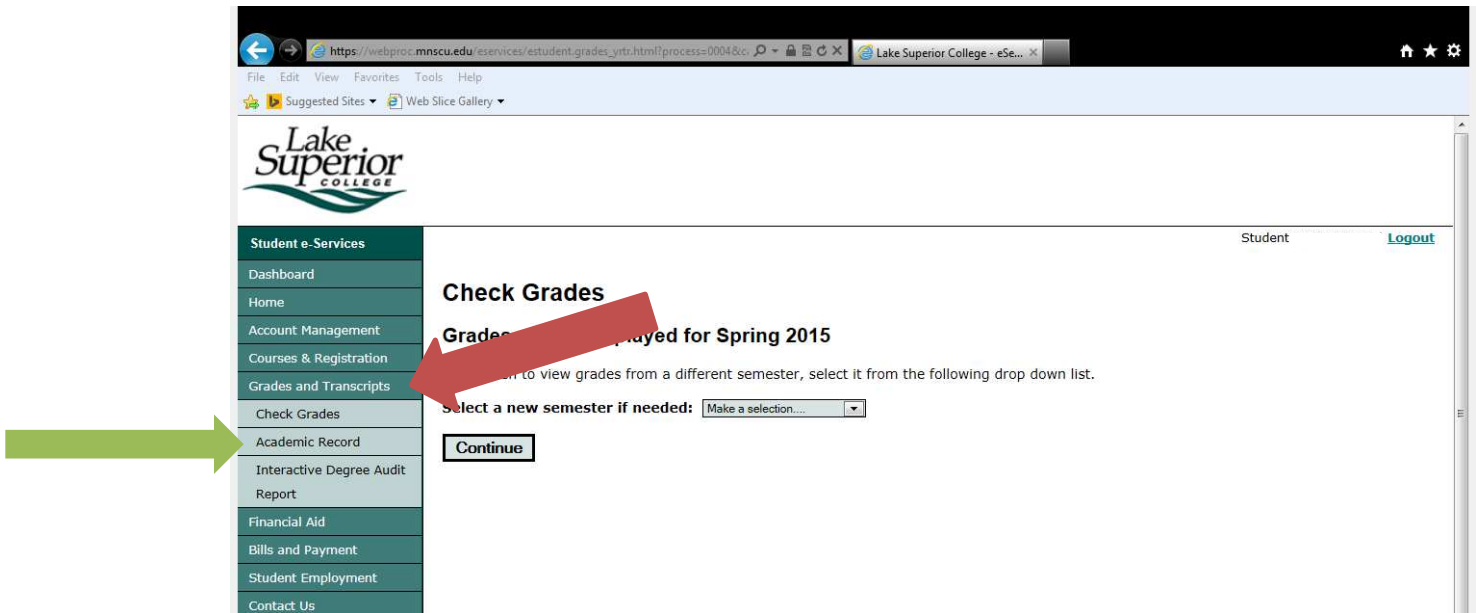 https://webproc.mnscu.edu/eservices/estudent.grades_yrtr.html?process=0004&c
Lake Superior College - eSe...
File Edit View Favorites Tools Help
Suggested Sites Web Slice Gallery
Lake
Superior
COLLEGE
Student e-Services
Student Logout
Dashboard
Home
Account Management
Courses & Registration
Grades and Transcripts
Check Grades
Academic Record
Interactive Degree Audit
Report
Financial Aid
Bills and Payment
Student Employment
Contact Us
Check Grades
Grades played for Spring 2015
to view grades from a different semester, select it from the following drop down list.
Select a new semester if needed: Make a selection....
Continue